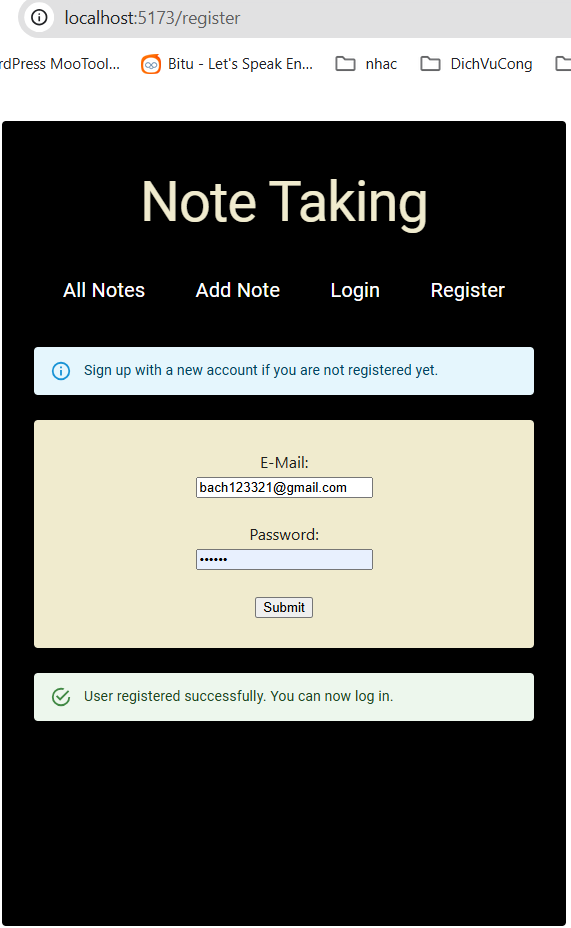 localhost:5173/register
rdPress MooTool...
Bitu - Let's Speak En...
nhac
DichVuCong
Note Taking
All Notes
Add Note
Login
Register
Sign up with a new account if you are not registered yet.
E-Mail:
bach123321@gmail.com
Password:
••••••
Submit
User registered successfully. You can now log in.